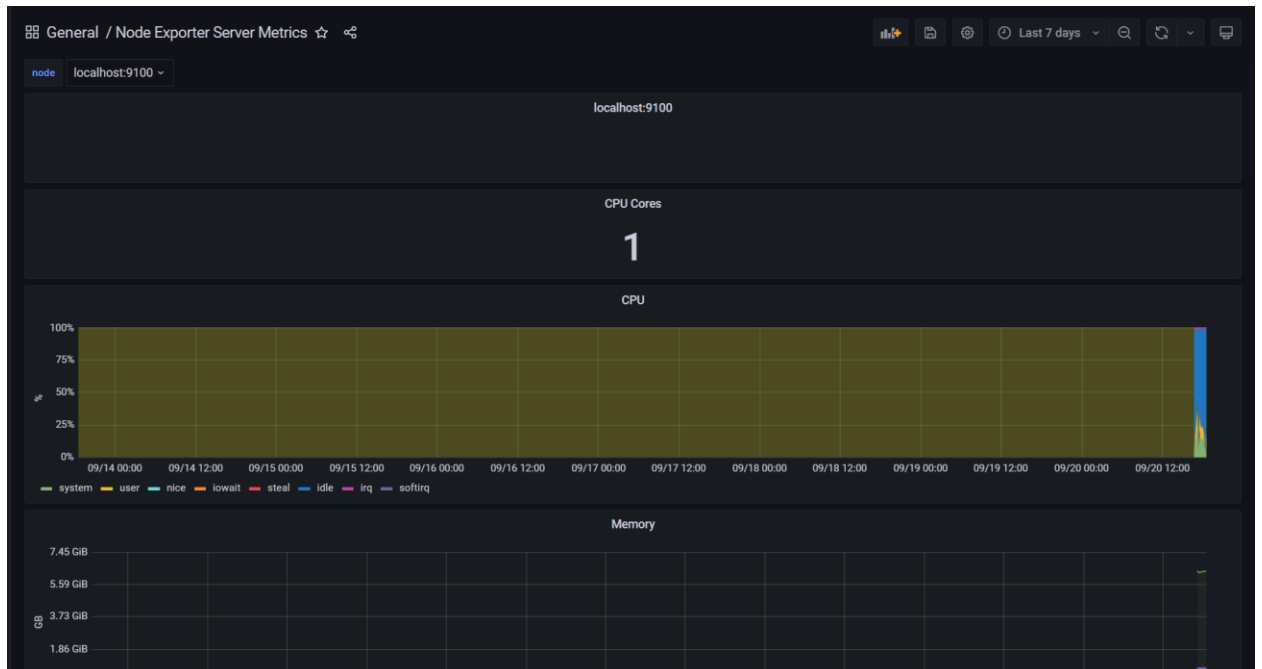 General / Node Exporter Server Metrics
Last 7 days
node localhost:9100
localhost:9100
CPU Cores
1
CPU
100%
75%
50%
25%
0%
%
09/14 00:00 09/14 12:00 09/15 00:00 09/15 12:00 09/16 00:00 09/16 12:00 09/17 00:00 09/17 12:00 09/18 00:00 09/18 12:00 09/19 00:00 09/19 12:00 09/20 00:00 09/20 12:00
system user nice iowait steal idle irq softirq
Memory
7.45 GiB
5.59 GiB
3.73 GiB
1.86 GiB
GB